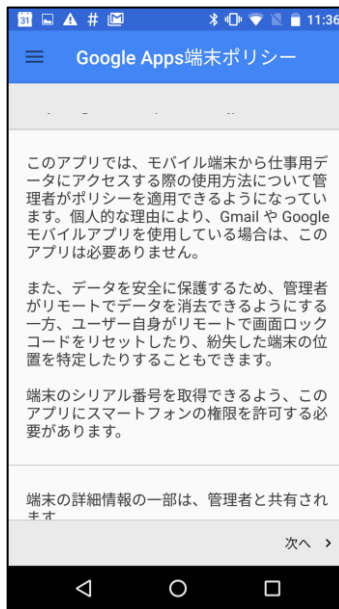 31 # 11:36
Google Apps端末ポリシー
このアプリでは、モバイル端末から仕事用デ
ータにアクセスする際の使用方法について管
理者がポリシーを適用できるようになってい
ます。個人的な理由により、Gmail や Google
モバイルアプリを使用している場合は、この
アプリは必要ありません。
また、データを安全に保護するため、管理者
がリモートでデータを消去できるようにする
一方、ユーザー自身がリモートで画面ロック
コードをリセットしたり、紛失した端末の位
置を特定したりすることもできます。
端末のシリアル番号を取得できるよう、この
アプリにスマートフォンの権限を許可する必
要があります。
端末の詳細情報の一部は、管理者と共有され
ます
次へ